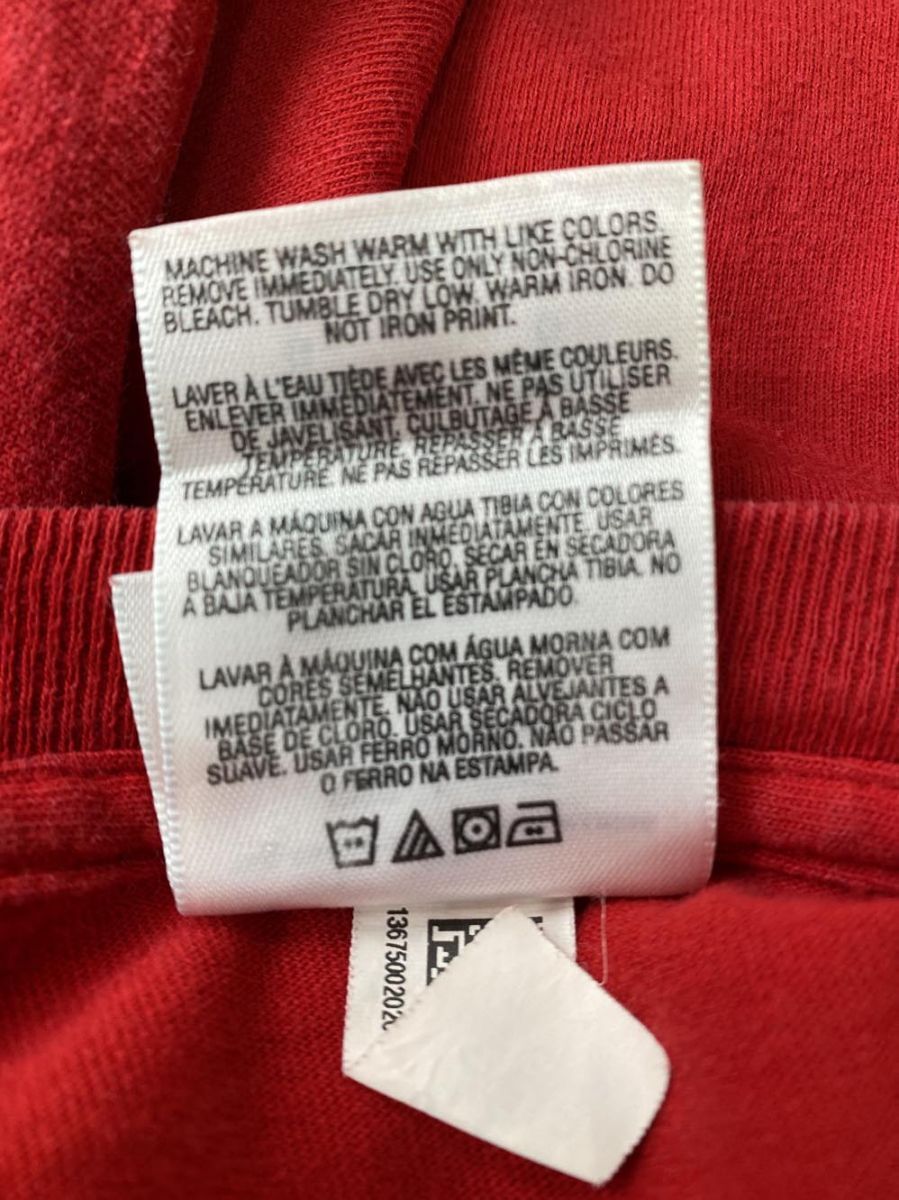 MACHINE WASH WARM WITH LIKE COLORS.
REMOVE IMMEDIATELY. USE ONLY NON-CHLORINE
BLEACH. TUMBLE DRY LOW. WARM IRON. DO
NOT IRON PRINT.
LAVER À L'EAU TIÈDE AVEC LES MÊME COULEURS.
ENLEVER IMMÉDIATEMENT. NE PAS UTILISER
DE JAVELISANT. CULBUTAGE À BASSE
TEMPÉRATURE. REPASSER À BASSE
TEMPÉRATURE. NE PAS REPASSER LES IMPRIMÉS.
LAVAR A MÁQUINA CON AGUA TIBIA CON COLORES
SIMILARES. SACAR INMEDIATAMENTE. USAR
BLANQUEADOR SIN CLORO. SECAR EN SECADORA
A BAJA TEMPERATURA. USAR PLANCHA TIBIA. NO
PLANCHAR EL ESTAMPADO.
LAVAR À MÁQUINA COM ÁGUA MORNA COM
CORES SEMELHANTES. REMOVER
IMEDIATAMENTE. NÃO USAR ALVEJANTES A
BASE DE CLORO. USAR SECADORA CICLO
SUAVE. USAR FERRO MORNO. NÃO PASSAR
O FERRO NA ESTAMPA.
1367500202